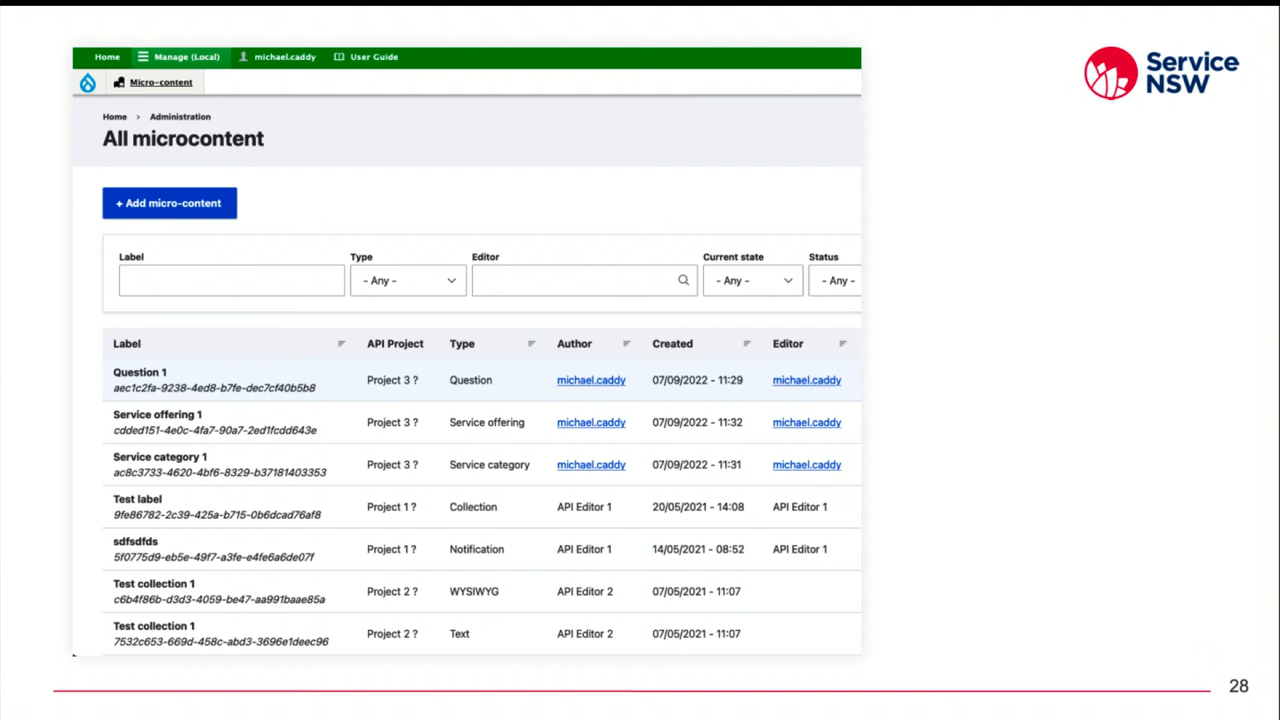 Home Manage (Local) michael.caddy User Guide
Micro-content
Service
NSW
Home › Administration
All microcontent
+ Add micro-content
Label Type Editor Current state Status
- Any - - Any - - Any -
Label API Project Type Author Created Editor
Question 1
aec1c2fa-9238-4ed8-b7fe-dec7cf40b5b8
Project 3 ? Question michael.caddy 07/09/2022 - 11:29 michael.caddy
Service offering 1
cdded151-4e0c-4fa7-90a7-2ed1fcdd643e
Project 3 ? Service offering michael.caddy 07/09/2022 - 11:32 michael.caddy
Service category 1
ac8c3733-4620-4bf6-8329-b37181403353
Project 3 ? Service category michael.caddy 07/09/2022 - 11:31 michael.caddy
Test label
9fe86782-2c39-425a-b715-0b6dcad76af8
Project 1 ? Collection API Editor 1 20/05/2021 - 14:08 API Editor 1
sdfsdfds
5f0775d9-eb5e-49f7-a3fe-e4fe6a6de07f
Project 1 ? Notification API Editor 1 14/05/2021 - 08:52 API Editor 1
Test collection 1
c6b4f86b-d3d3-4059-be47-aa991baae85a
Project 2 ? WYSIWYG API Editor 2 07/05/2021 - 11:07
Test collection 1
7532c653-669d-458c-abd3-3696e1deec96
Project 2 ? Text API Editor 2 07/05/2021 - 11:07
28